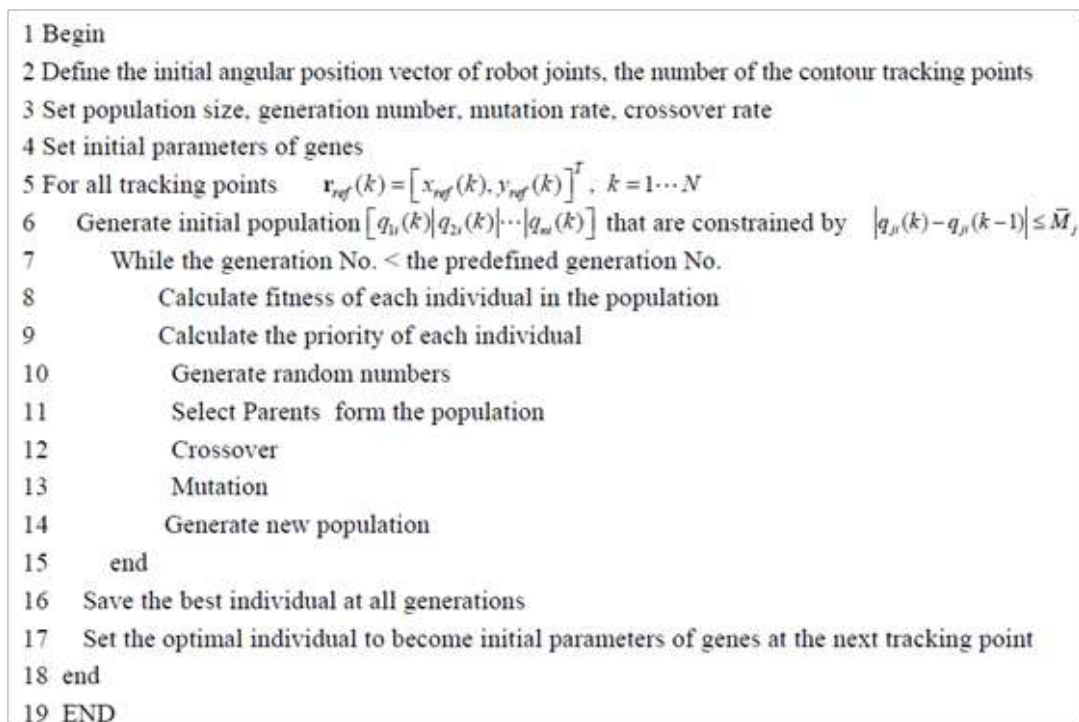 1 Begin
2 Define the initial angular position vector of robot joints, the number of the contour tracking points
3 Set population size, generation number, mutation rate, crossover rate
4 Set initial parameters of genes
5 For all tracking points r_ref(k) = [x_ref(k), y_ref(k)]^T, k = 1⋯N
6 Generate initial population [q_1i(k)|q_2i(k)|⋯|q_ni(k)] that are constrained by |q_ji(k) − q_ji(k−1)| ≤ M̄_j
7 While the generation No. < the predefined generation No.
8 Calculate fitness of each individual in the population
9 Calculate the priority of each individual
10 Generate random numbers
11 Select Parents form the population
12 Crossover
13 Mutation
14 Generate new population
15 end
16 Save the best individual at all generations
17 Set the optimal individual to become initial parameters of genes at the next tracking point
18 end
19 END